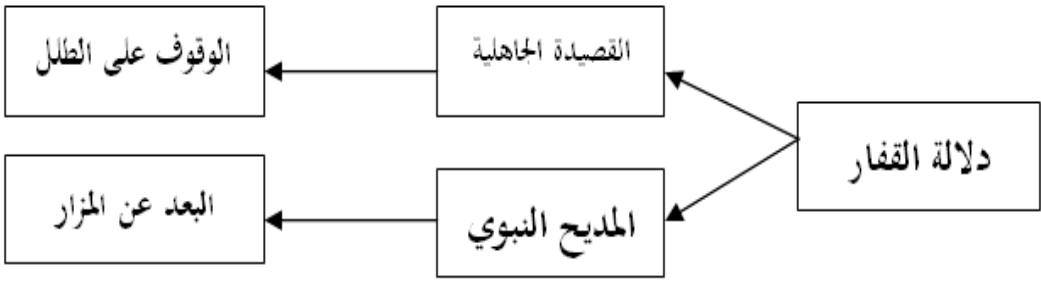 دلالة القفار
القصيدة الجاهلية
الوقوف على الطلل
المديح النبوي
البعد عن المزار